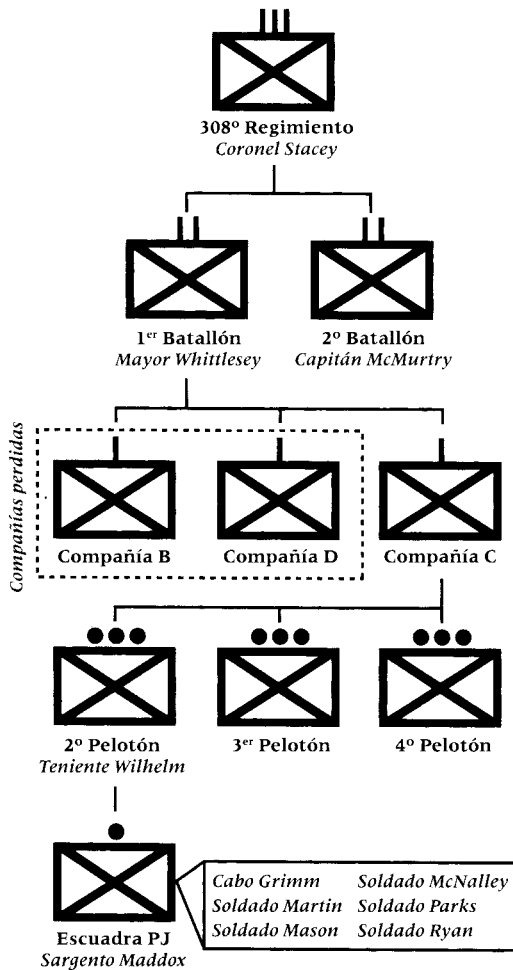 308º Regimiento
Coronel Stacey
1er Batallón
Mayor Whittlesey
2º Batallón
Capitán McMurtry
Compañías perdidas
Compañía B
Compañía D
Compañía C
2º Pelotón
Teniente Wilhelm
3er Pelotón
4º Pelotón
Escuadra PJ
Sargento Maddox
Cabo Grimm
Soldado McNalley
Soldado Martin
Soldado Parks
Soldado Mason
Soldado Ryan